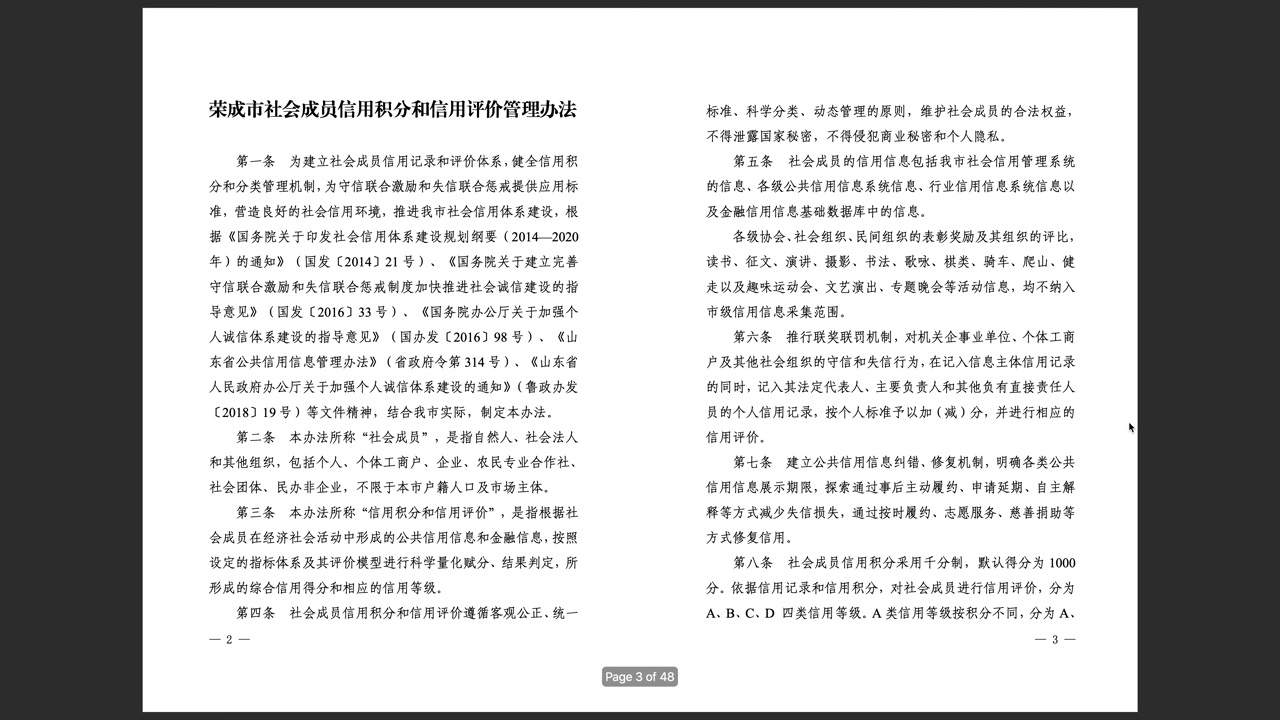 荣成市社会成员信用积分和信用评价管理办法
第一条 为建立社会成员信用记录和评价体系，健全信用积
分和分类管理机制，为守信联合激励和失信联合惩戒提供应用标
准，营造良好的社会信用环境，推进我市社会信用体系建设，根
据《国务院关于印发社会信用体系建设规划纲要（2014—2020
年）的通知》（国发〔2014〕21 号）、《国务院关于建立完善
守信联合激励和失信联合惩戒制度加快推进社会诚信建设的指
导意见》（国发〔2016〕33 号）、《国务院办公厅关于加强个
人诚信体系建设的指导意见》（国办发〔2016〕98 号）、《山
东省公共信用信息管理办法》（省政府令第 314 号）、《山东省
人民政府办公厅关于加强个人诚信体系建设的通知》（鲁政办发
〔2018〕19 号）等文件精神，结合我市实际，制定本办法。
第二条 本办法所称“社会成员”，是指自然人、社会法人
和其他组织，包括个人、个体工商户、企业、农民专业合作社、
社会团体、民办非企业，不限于本市户籍人口及市场主体。
第三条 本办法所称“信用积分和信用评价”，是指根据社
会成员在经济社会活动中形成的公共信用信息和金融信息，按照
设定的指标体系及其评价模型进行科学量化赋分、结果判定，所
形成的综合信用得分和相应的信用等级。
第四条 社会成员信用积分和信用评价遵循客观公正、统一
— 2 —
标准、科学分类、动态管理的原则，维护社会成员的合法权益，
不得泄露国家秘密，不得侵犯商业秘密和个人隐私。
第五条 社会成员的信用信息包括我市社会信用管理系统
的信息、各级公共信用信息系统信息、行业信用信息系统信息以
及金融信用信息基础数据库中的信息。
各级协会、社会组织、民间组织的表彰奖励及其组织的评比，
读书、征文、演讲、摄影、书法、歌咏、棋类、骑车、爬山、健
走以及趣味运动会、文艺演出、专题晚会等活动信息，均不纳入
市级信用信息采集范围。
第六条 推行联奖联罚机制，对机关企事业单位、个体工商
户及其他社会组织的守信和失信行为，在记入信息主体信用记录
的同时，记入其法定代表人、主要负责人和其他负有直接责任人
员的个人信用记录，按个人标准予以加（减）分，并进行相应的
信用评价。
第七条 建立公共信用信息纠错、修复机制，明确各类公共
信用信息展示期限，探索通过事后主动履约、申请延期、自主解
释等方式减少失信损失，通过按时履约、志愿服务、慈善捐助等
方式修复信用。
第八条 社会成员信用积分采用千分制，默认得分为 1000
分。依据信用记录和信用积分，对社会成员进行信用评价，分为
A、B、C、D 四类信用等级。A 类信用等级按积分不同，分为 A、
— 3 —
Page 3 of 48